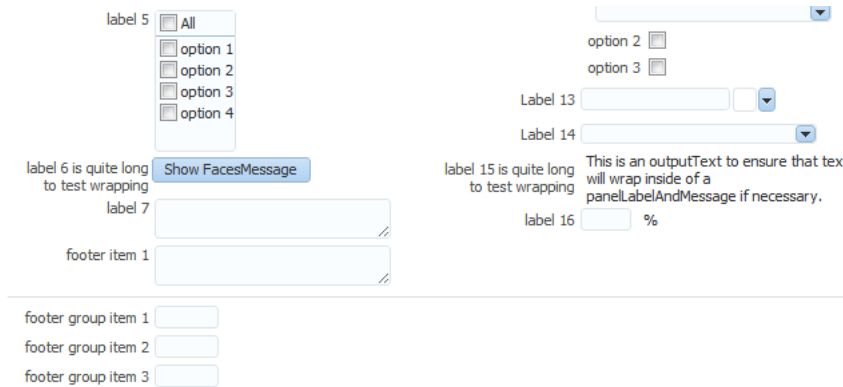 label 5
All
option 1
option 2
option 3
option 4
label 6 is quite long
to test wrapping
Show FacesMessage
label 7
footer item 1
option 2
option 3
Label 13
Label 14
label 15 is quite long
to test wrapping
This is an outputText to ensure that tex
will wrap inside of a
panelLabelAndMessage if necessary.
label 16
%
footer group item 1
footer group item 2
footer group item 3